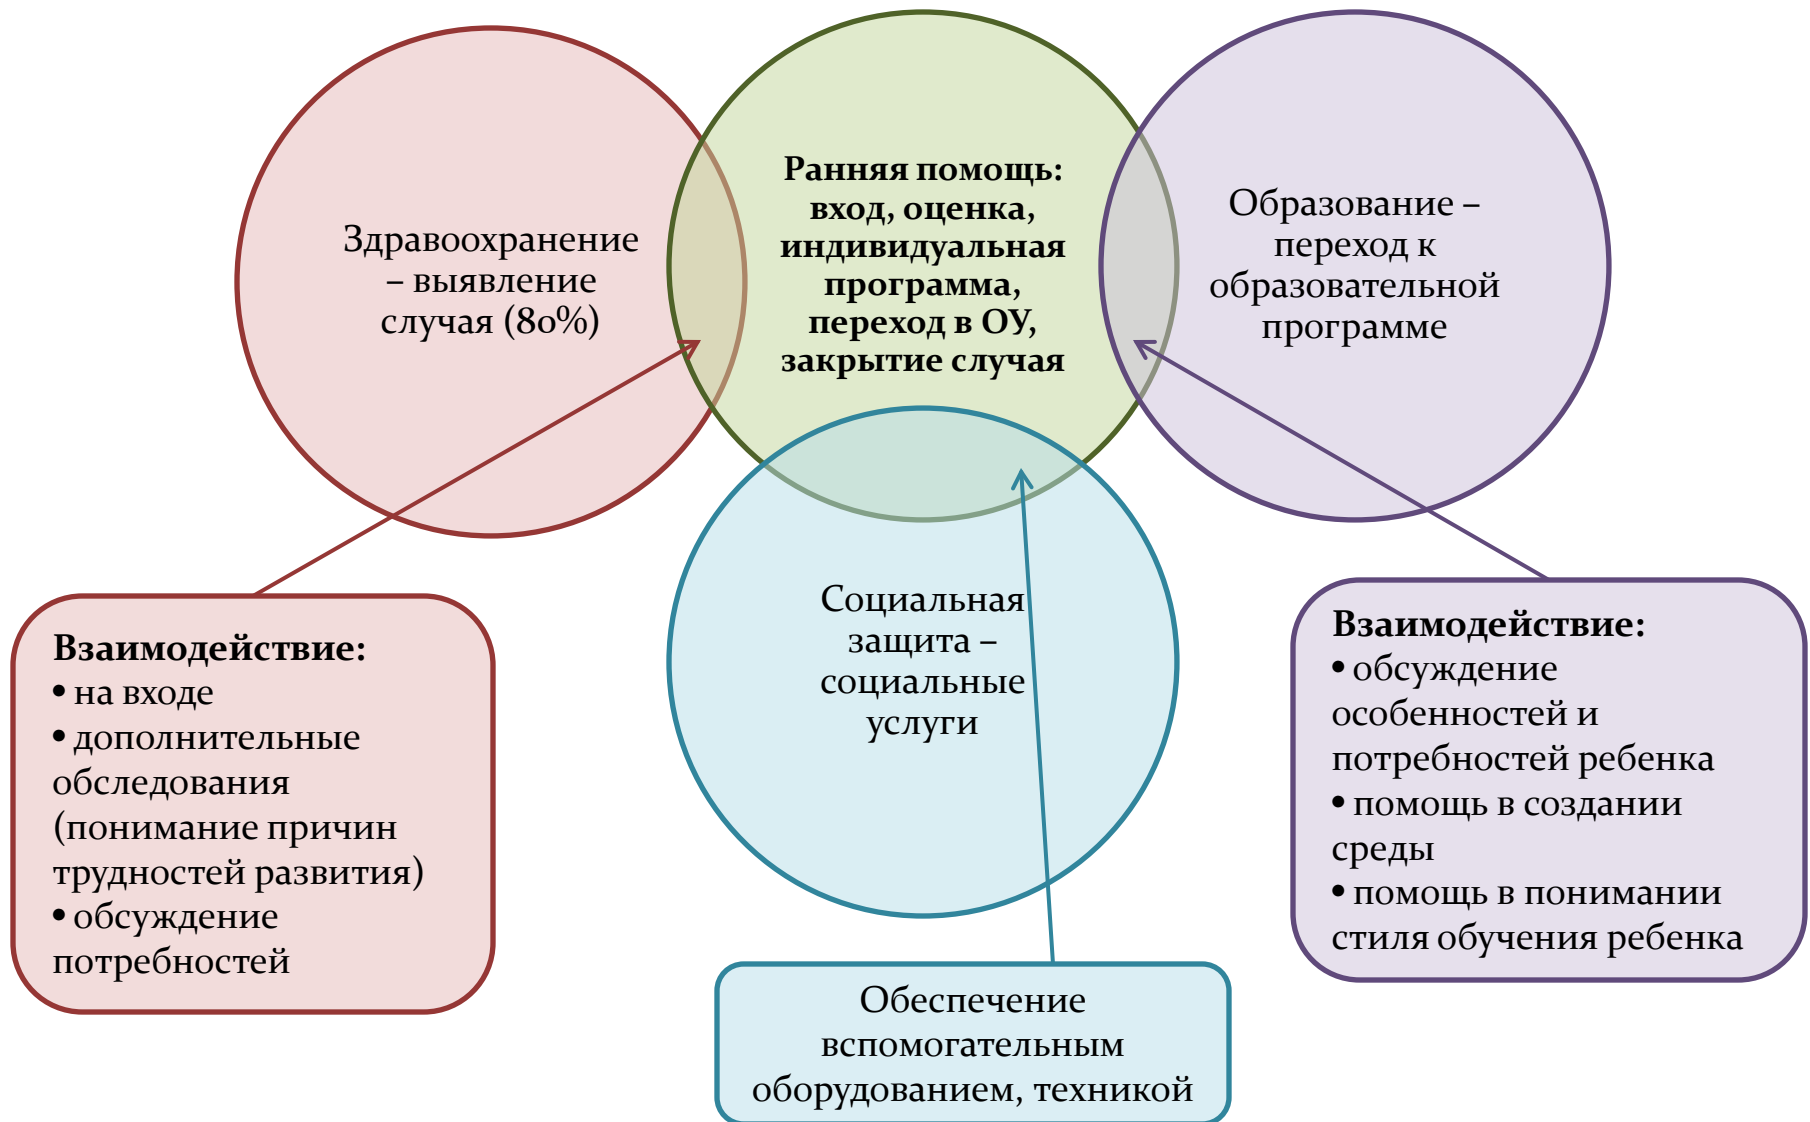 Здравоохранение
– выявление
случая (80%)
Ранняя помощь:
вход, оценка,
индивидуальная
программа,
переход в ОУ,
закрытие случая
Образование –
переход к
образовательной
программе
Социальная
защита –
социальные
услуги
Взаимодействие:
• на входе
• дополнительные
обследования
(понимание причин
трудностей развития)
• обсуждение
потребностей
Обеспечение
вспомогательным
оборудованием, техникой
Взаимодействие:
• обсуждение
особенностей и
потребностей ребенка
• помощь в создании
среды
• помощь в понимании
стиля обучения ребенка